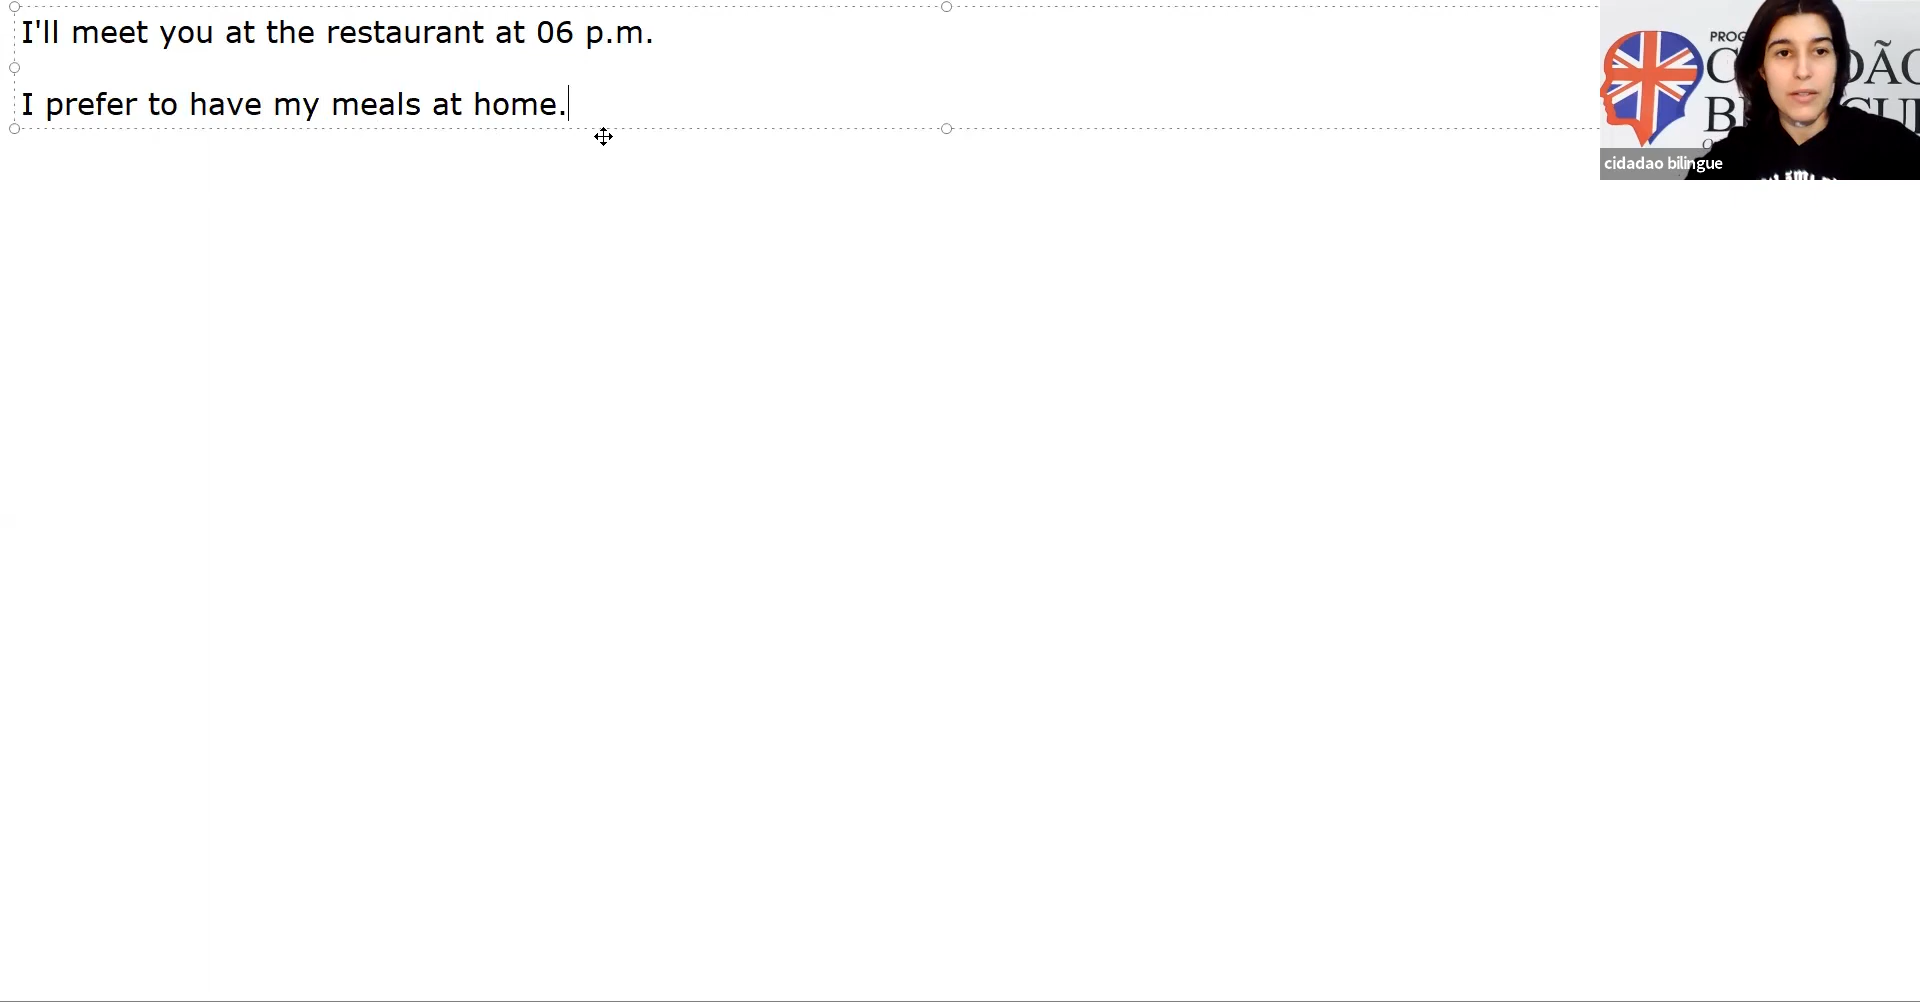 I'll meet you at the restaurant at 06 p.m.
I prefer to have my meals at home.
cidadao bilingue